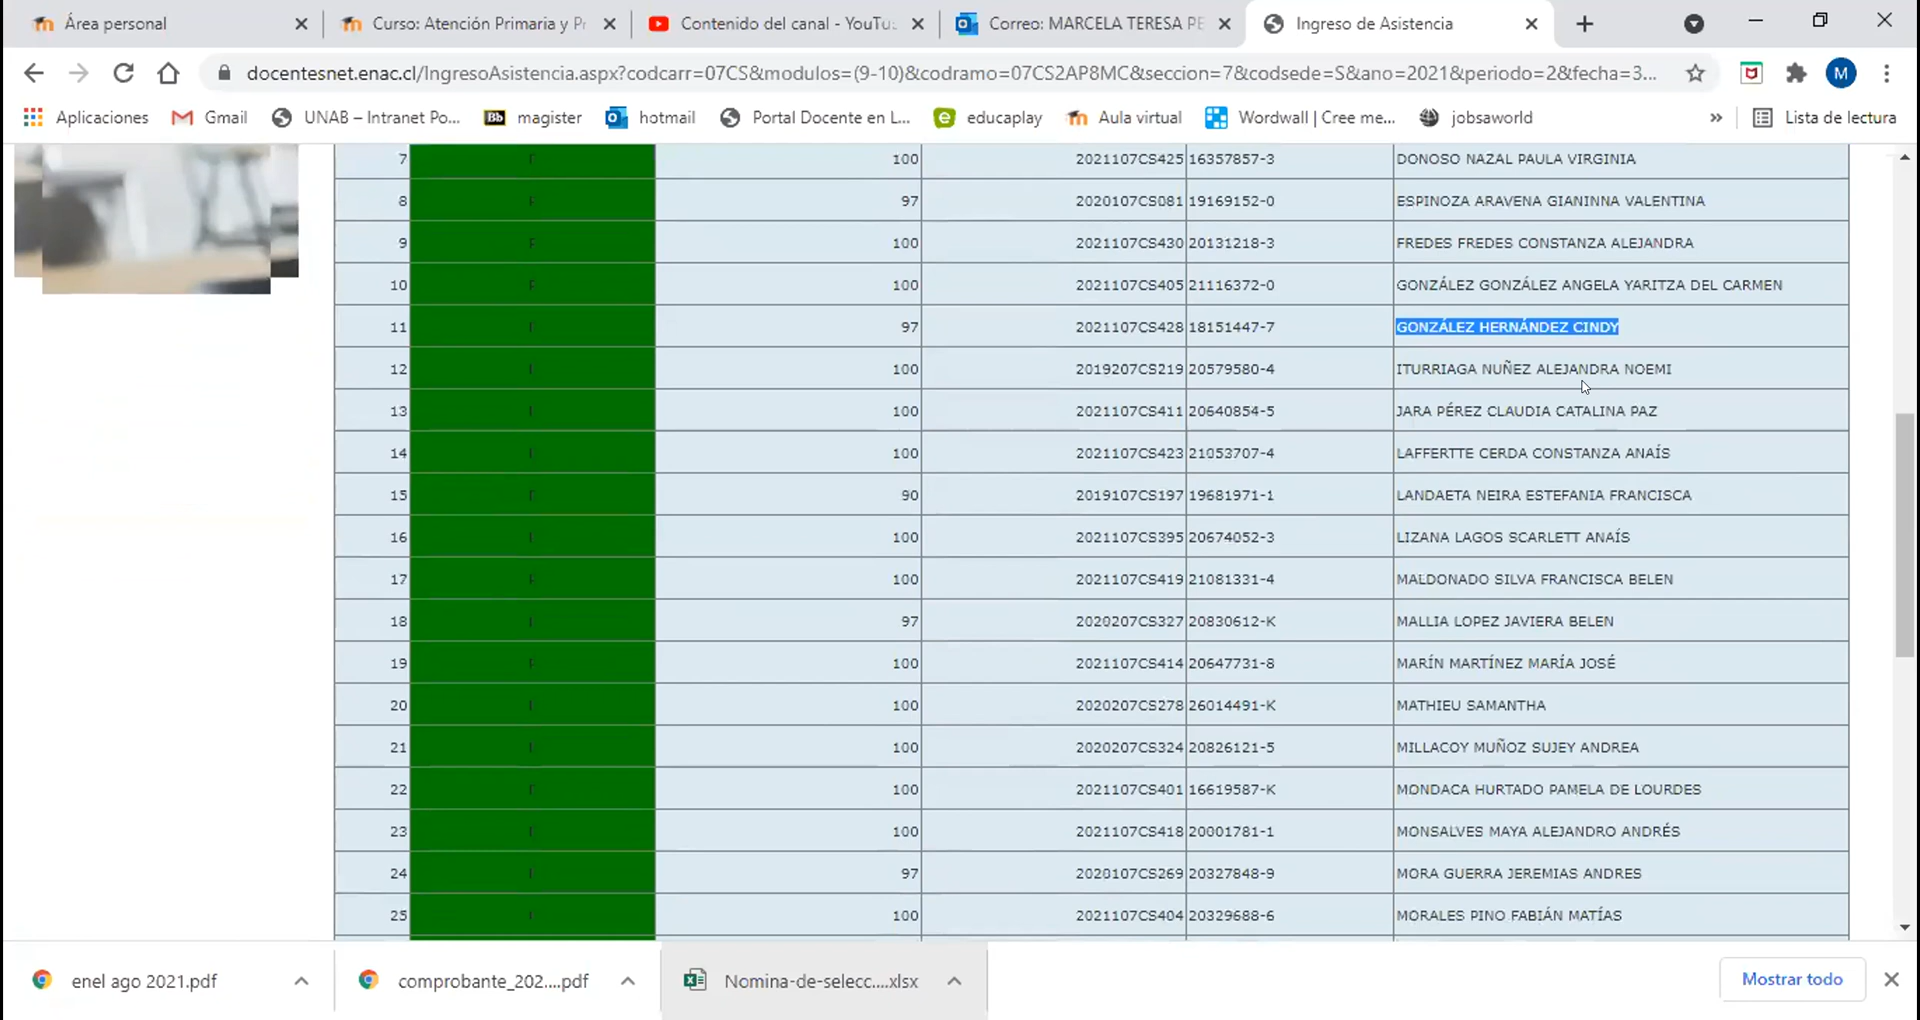 Área personal
Curso: Atención Primaria y Pr
Contenido del canal - YouTu
Correo: MARCELA TERESA PE
Ingreso de Asistencia
docentesnet.enac.cl/IngresoAsistencia.aspx?codcarr=07CS&modulos=(9-10)&codramo=07CS2AP8MC&seccion=7&codsede=S&ano=2021&periodo=2&fecha=3...
M
Aplicaciones
Gmail
UNAB – Intranet Po...
Bb magister
hotmail
Portal Docente en L...
educaplay
Aula virtual
Wordwall | Cree me...
jobsaworld
»
Lista de lectura
7 100 2021107CS425 16357857-3 DONOSO NAZAL PAULA VIRGINIA
8 97 2020107CS081 19169152-0 ESPINOZA ARAVENA GIANINNA VALENTINA
9 100 2021107CS430 20131218-3 FREDES FREDES CONSTANZA ALEJANDRA
10 100 2021107CS405 21116372-0 GONZÁLEZ GONZÁLEZ ANGELA YARITZA DEL CARMEN
11 97 2021107CS428 18151447-7 GONZÁLEZ HERNÁNDEZ CINDY
12 100 2019207CS219 20579580-4 ITURRIAGA NUÑEZ ALEJANDRA NOEMI
13 100 2021107CS411 20640854-5 JARA PÉREZ CLAUDIA CATALINA PAZ
14 100 2021107CS423 21053707-4 LAFFERTTE CERDA CONSTANZA ANAÍS
15 90 2019107CS197 19681971-1 LANDAETA NEIRA ESTEFANIA FRANCISCA
16 100 2021107CS395 20674052-3 LIZANA LAGOS SCARLETT ANAÍS
17 100 2021107CS419 21081331-4 MALDONADO SILVA FRANCISCA BELEN
18 97 2020207CS327 20830612-K MALLIA LOPEZ JAVIERA BELEN
19 100 2021107CS414 20647731-8 MARÍN MARTÍNEZ MARÍA JOSÉ
20 100 2020207CS278 26014491-K MATHIEU SAMANTHA
21 100 2020207CS324 20826121-5 MILLACOY MUÑOZ SUJEY ANDREA
22 100 2021107CS401 16619587-K MONDACA HURTADO PAMELA DE LOURDES
23 100 2021107CS418 20001781-1 MONSALVES MAYA ALEJANDRO ANDRÉS
24 97 2020107CS269 20327848-9 MORA GUERRA JEREMIAS ANDRES
25 100 2021107CS404 20329688-6 MORALES PINO FABIÁN MATÍAS
enel ago 2021.pdf
comprobante_202....pdf
Nomina-de-selecc....xlsx
Mostrar todo